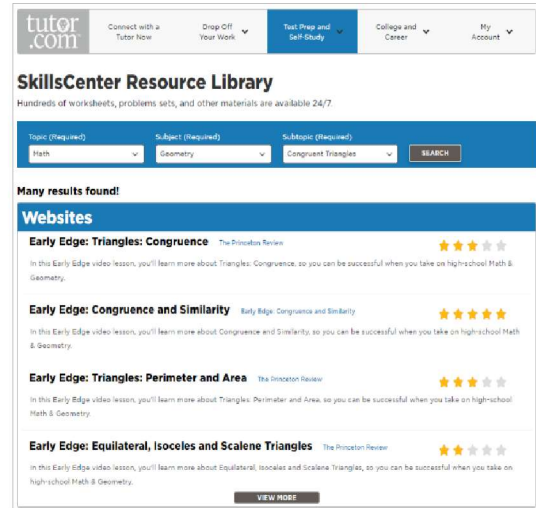 tutor
.com
Connect with a
Tutor Now
Drop Off
Your Work
Test Prep and
Self-Study
College and
Career
My
Account
SkillsCenter Resource Library
Hundreds of worksheets, problems sets, and other materials are available 24/7.
Topic (Required)
Subject (Required)
Subtopic (Required)
Math
Geometry
Congruent Triangles
SEARCH
Many results found!
Websites
Early Edge: Triangles: Congruence The Princeton Review
In this Early Edge video lesson, you'll learn more about Triangles: Congruence, so you can be successful when you take on high-school Math &
Geometry.
Early Edge: Congruence and Similarity Early Edge: Congruence and Similarity
In this Early Edge video lesson, you'll learn more about Congruence and Similarity, so you can be successful when you take on high-school Math
& Geometry.
Early Edge: Triangles: Perimeter and Area The Princeton Review
In this Early Edge video lesson, you'll learn more about Triangles: Perimeter and Area, so you can be successful when you take on high-school
Math & Geometry.
Early Edge: Equilateral, Isoceles and Scalene Triangles The Princeton Review
In this Early Edge video lesson, you'll learn more about Equilateral, Isoceles and Scalene Triangles, so you can be successful when you take on
high-school Math & Geometry.
VIEW MORE